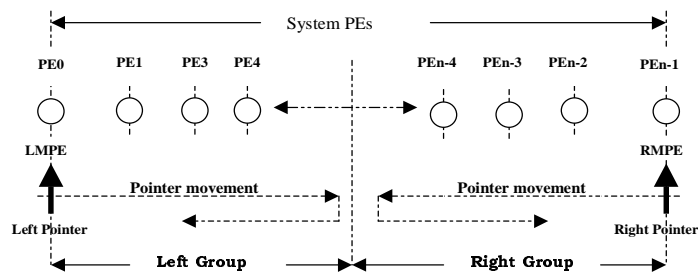 System PEs
PE0 PE1 PE3 PE4 PEn-4 PEn-3 PEn-2 PEn-1
LMPE RMPE
Pointer movement Pointer movement
Left Pointer Right Pointer
Left Group Right Group